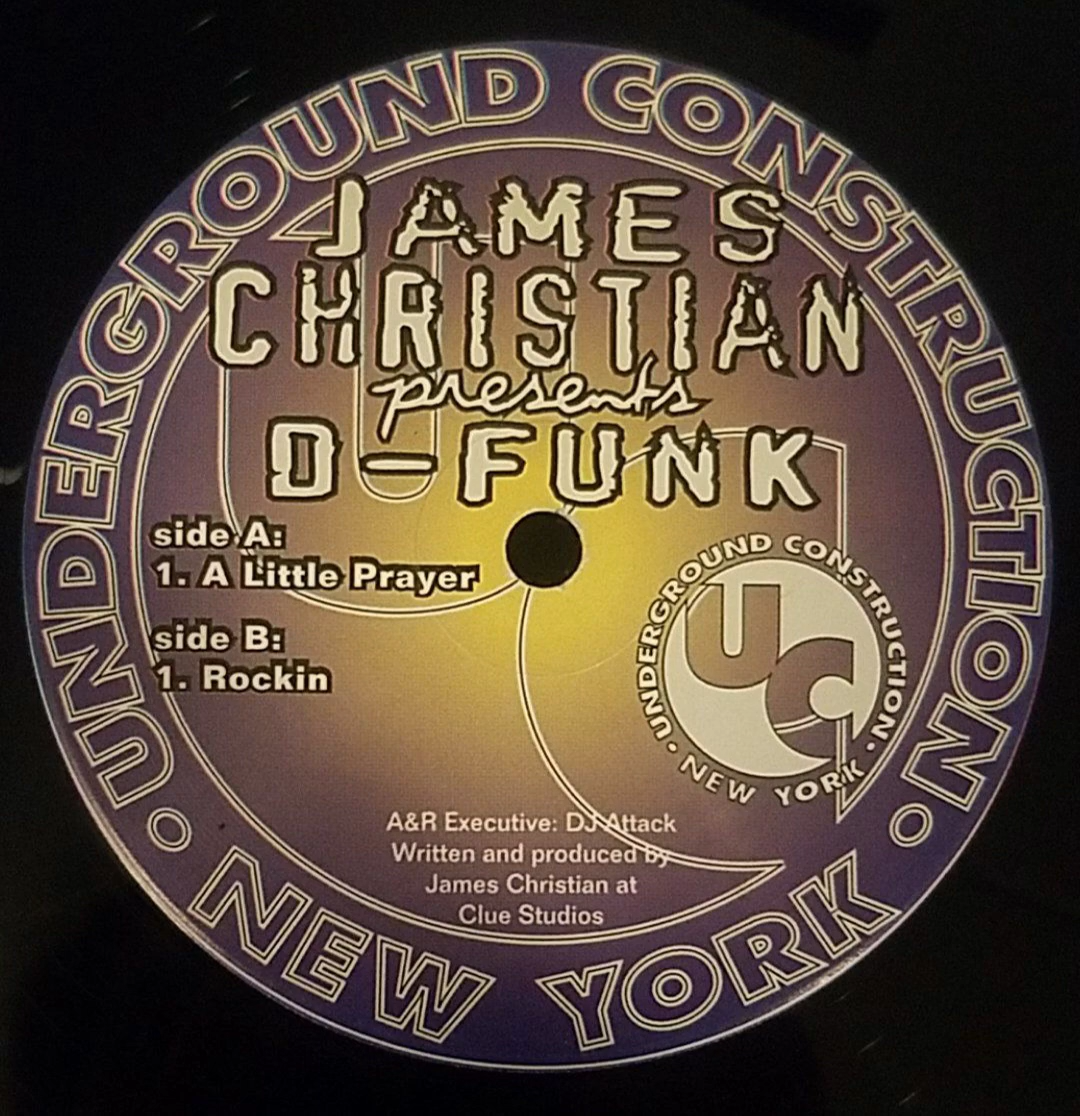 UNDERGROUND CONSTRUCTION
JAMES
CHRISTIAN
presents
D-FUNK
side A:
1. A Little Prayer
side B:
1. Rockin
UNDERGROUND CONSTRUCTION
UC
• NEW YORK •
A&R Executive: DJ Attack
Written and produced by
James Christian at
Clue Studios
NEW YORK